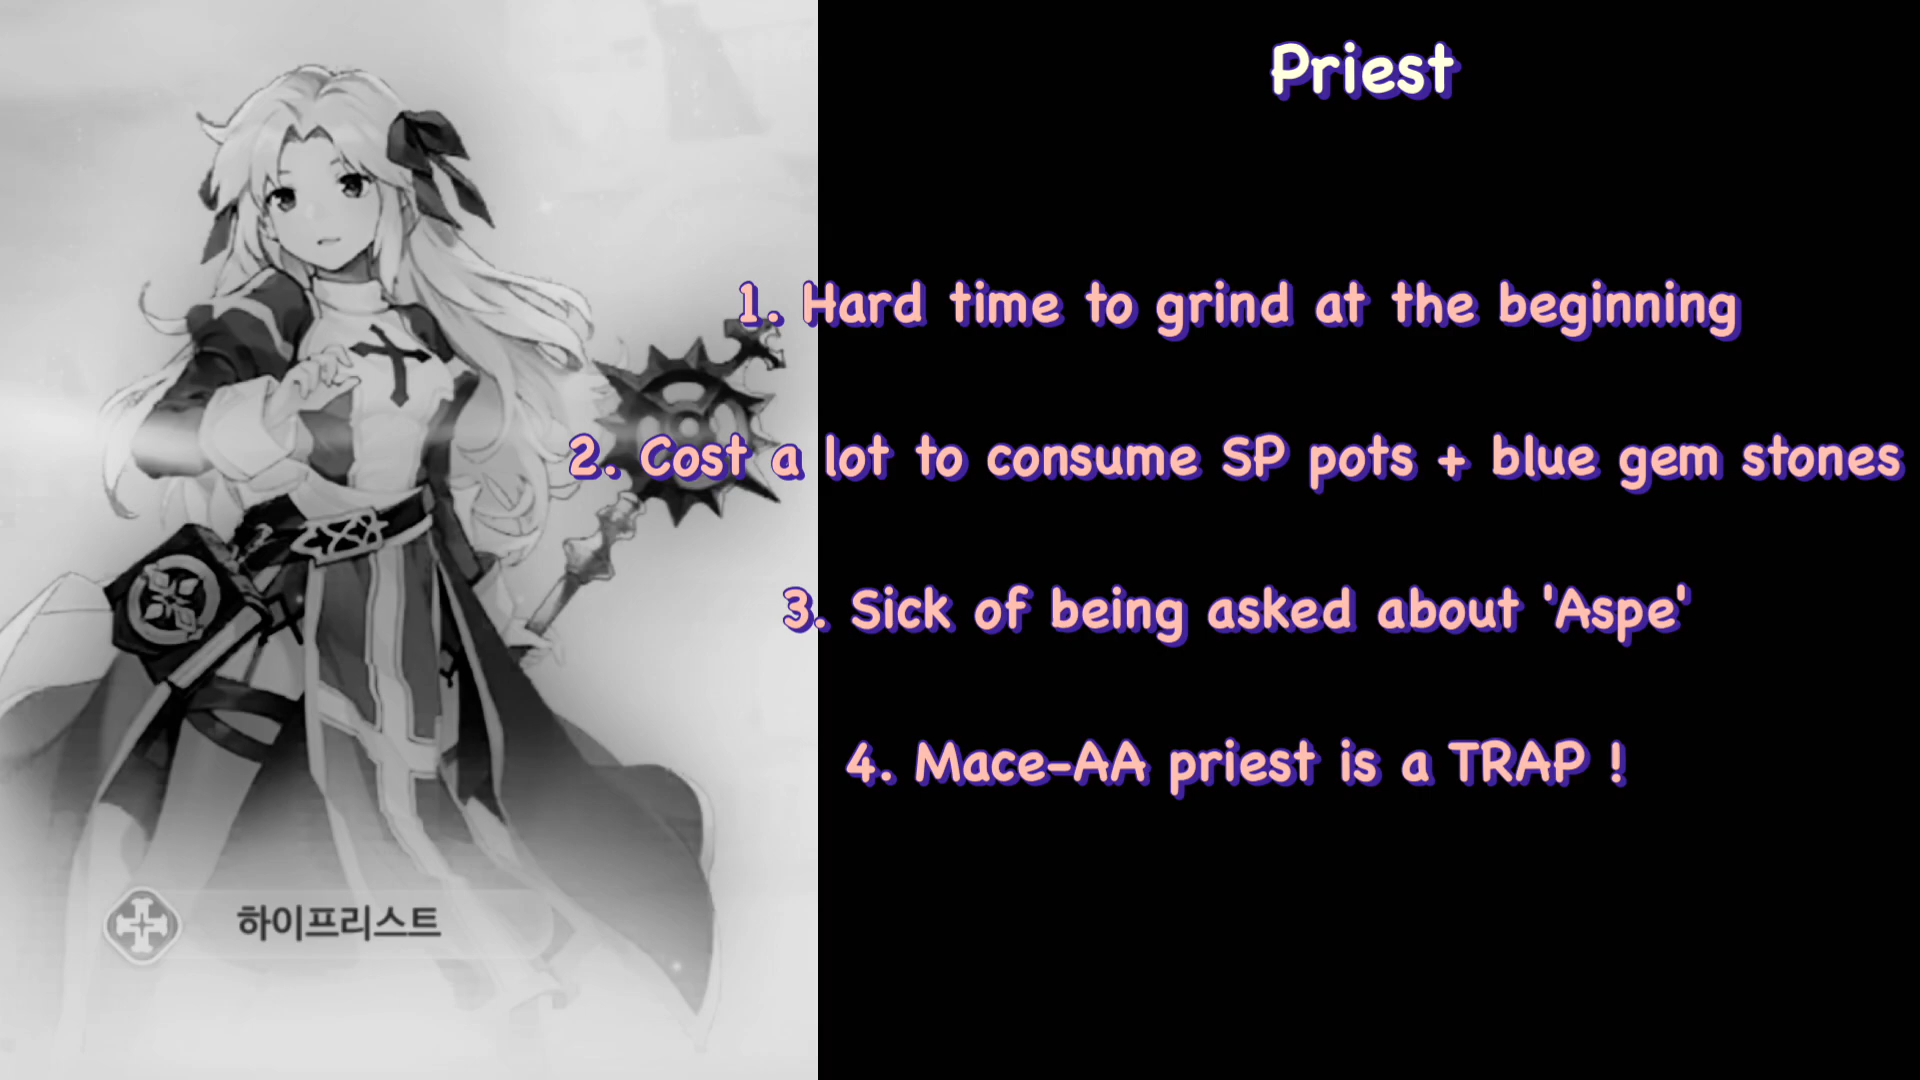 Priest
1. Hard time to grind at the beginning
2. Cost a lot to consume SP pots + blue gem stones
3. Sick of being asked about 'Aspe'
4. Mace-AA priest is a TRAP !
하이프리스트